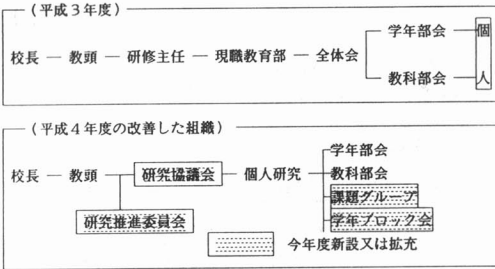 （平成3年度）
学年部会 個
校長 ― 教頭 ― 研修主任 ― 現職教育部 ― 全体会
教科部会 人
（平成4年度の改善した組織）
学年部会
校長 ― 教頭 ― 研究協議会 ― 個人研究 教科部会
課題グループ
研究推進委員会 学年ブロック会
今年度新設又は拡充